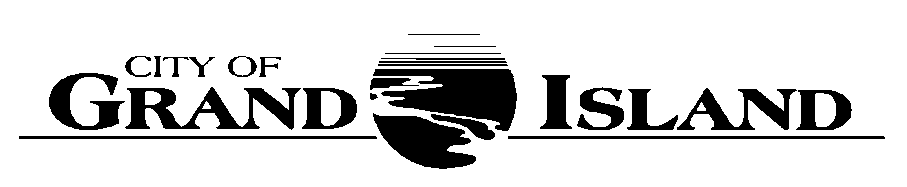 CITY OF
GRAND ISLAND